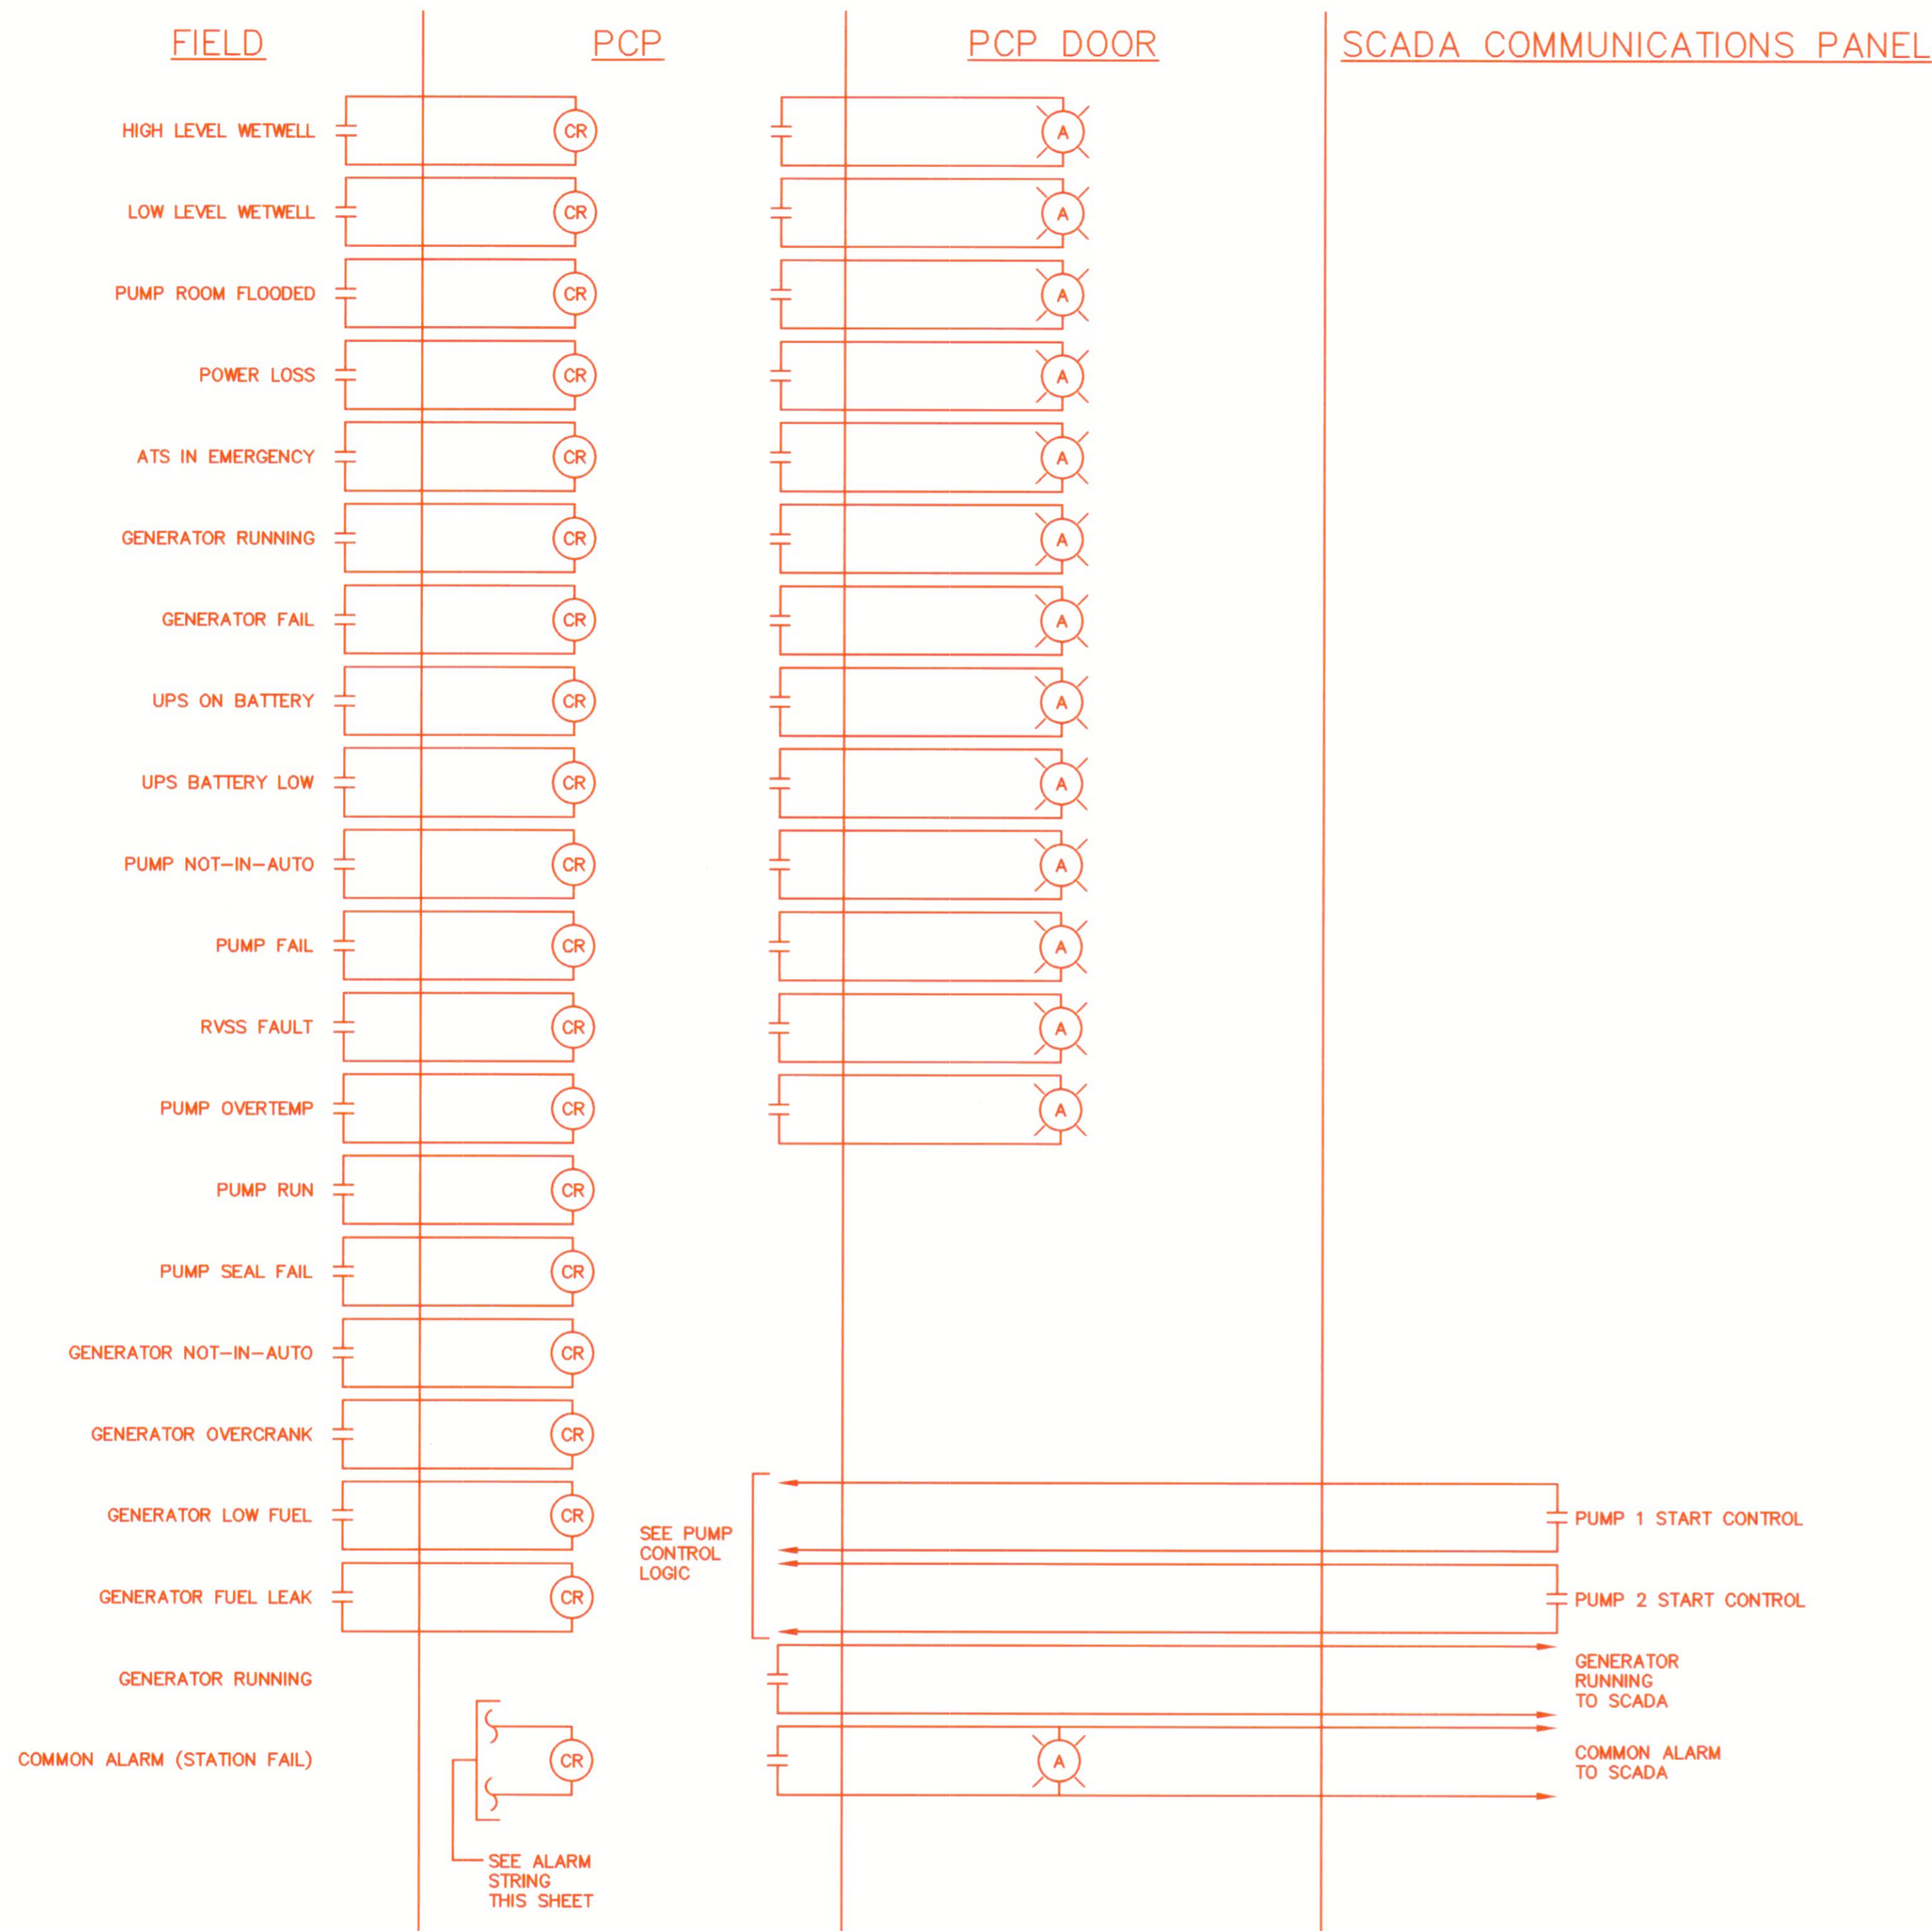 FIELD
PCP
PCP DOOR
SCADA COMMUNICATIONS PANEL
HIGH LEVEL WETWELL
CR
A
LOW LEVEL WETWELL
CR
A
PUMP ROOM FLOODED
CR
A
POWER LOSS
CR
A
ATS IN EMERGENCY
CR
A
GENERATOR RUNNING
CR
A
GENERATOR FAIL
CR
A
UPS ON BATTERY
CR
A
UPS BATTERY LOW
CR
A
PUMP NOT-IN-AUTO
CR
A
PUMP FAIL
CR
A
RVSS FAULT
CR
A
PUMP OVERTEMP
CR
A
PUMP RUN
CR
PUMP SEAL FAIL
CR
GENERATOR NOT-IN-AUTO
CR
GENERATOR OVERCRANK
CR
GENERATOR LOW FUEL
CR
SEE PUMP
CONTROL
LOGIC
PUMP 1 START CONTROL
GENERATOR FUEL LEAK
CR
PUMP 2 START CONTROL
GENERATOR RUNNING
GENERATOR
RUNNING
TO SCADA
COMMON ALARM (STATION FAIL)
CR
A
COMMON ALARM
TO SCADA
SEE ALARM
STRING
THIS SHEET